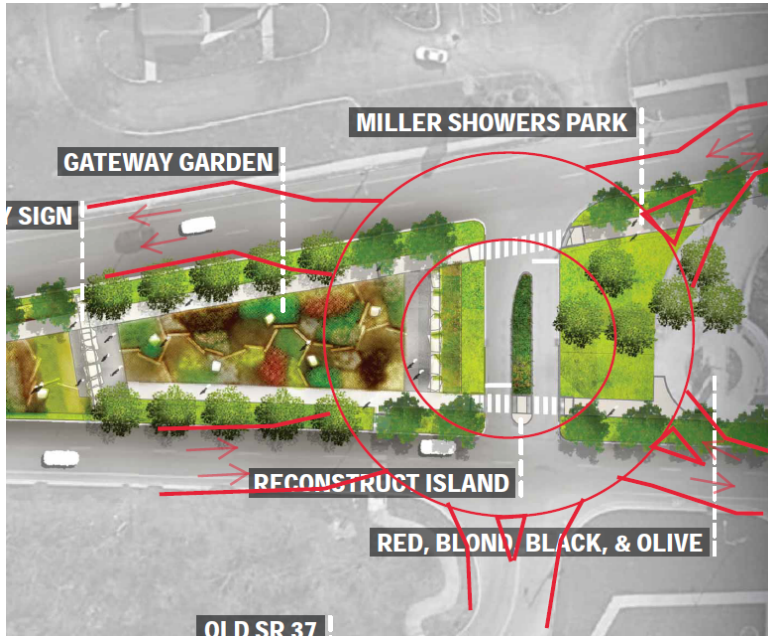 MILLER SHOWERS PARK
GATEWAY GARDEN
Y SIGN
RECONSTRUCT ISLAND
RED, BLOND, BLACK, & OLIVE
OLD SR 37